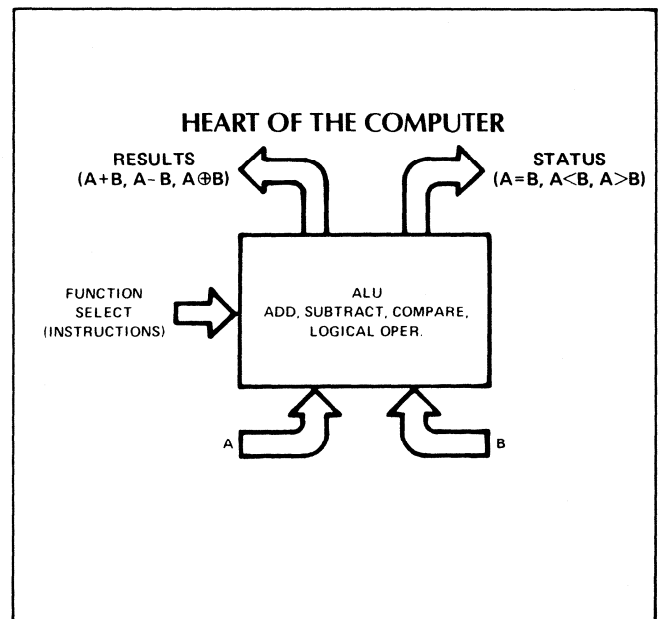 HEART OF THE COMPUTER
RESULTS
(A+B, A-B, A⊕B)
STATUS
(A=B, A<B, A>B)
FUNCTION
SELECT
(INSTRUCTIONS)
ALU
ADD, SUBTRACT, COMPARE,
LOGICAL OPER.
A
B